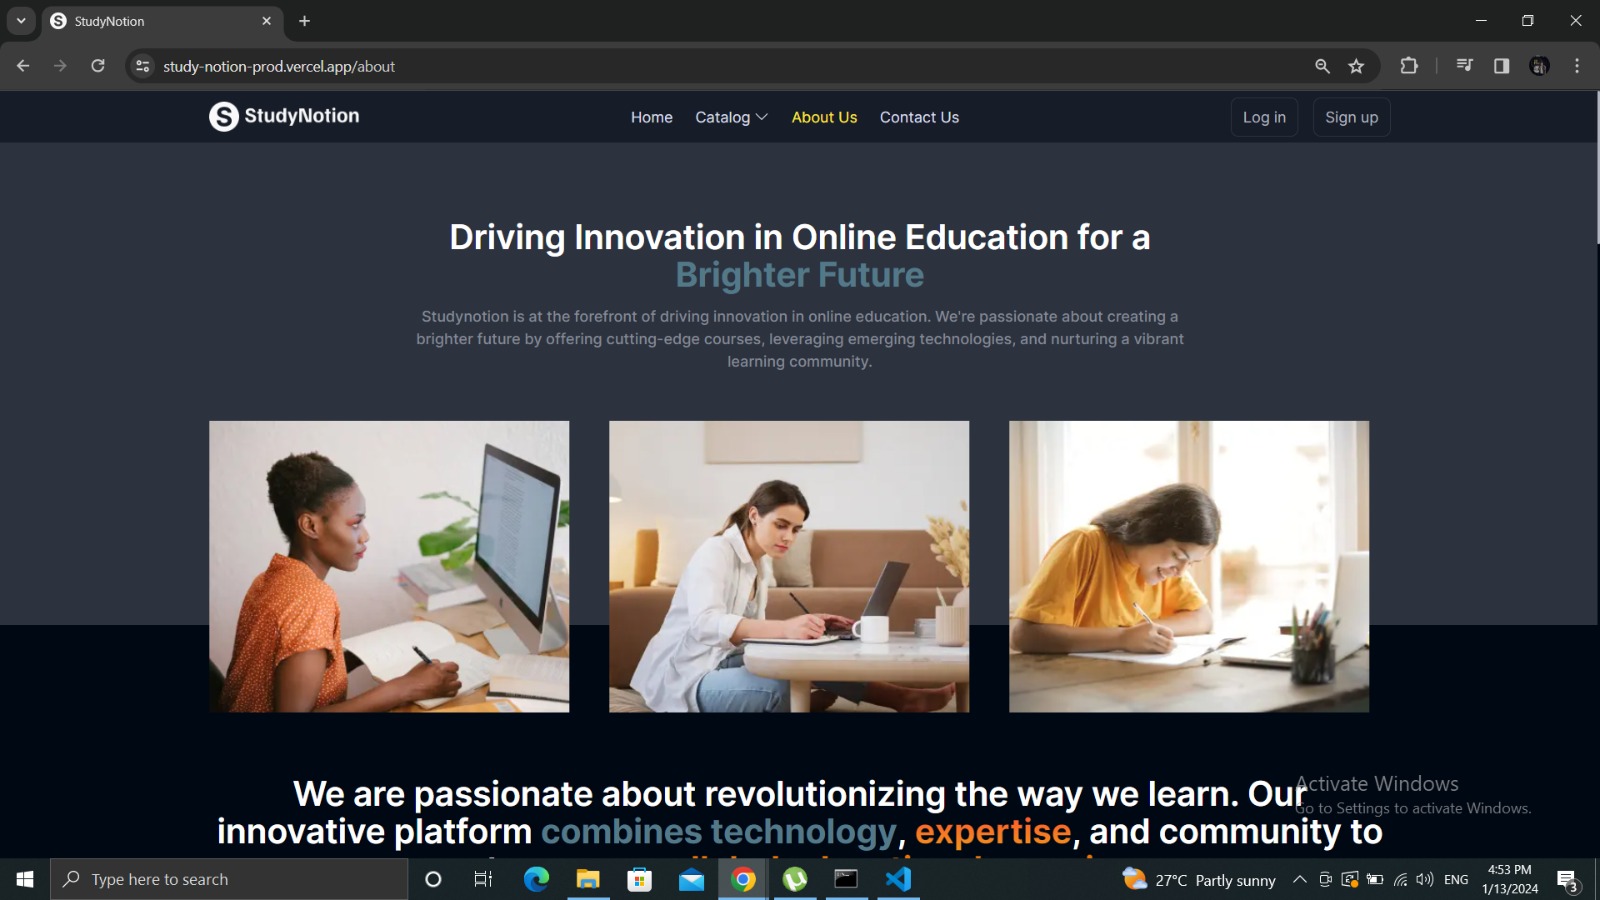 StudyNotion
study-notion-prod.vercel.app/about
StudyNotion
Home Catalog About Us Contact Us
Log in Sign up
Driving Innovation in Online Education for a
Brighter Future
Studynotion is at the forefront of driving innovation in online education. We're passionate about creating a
brighter future by offering cutting-edge courses, leveraging emerging technologies, and nurturing a vibrant
learning community.
We are passionate about revolutionizing the way we learn. Our
innovative platform combines technology, expertise, and community to
Activate Windows
Go to Settings to activate Windows.
Type here to search
27°C Partly sunny
ENG
4:53 PM
1/13/2024
3